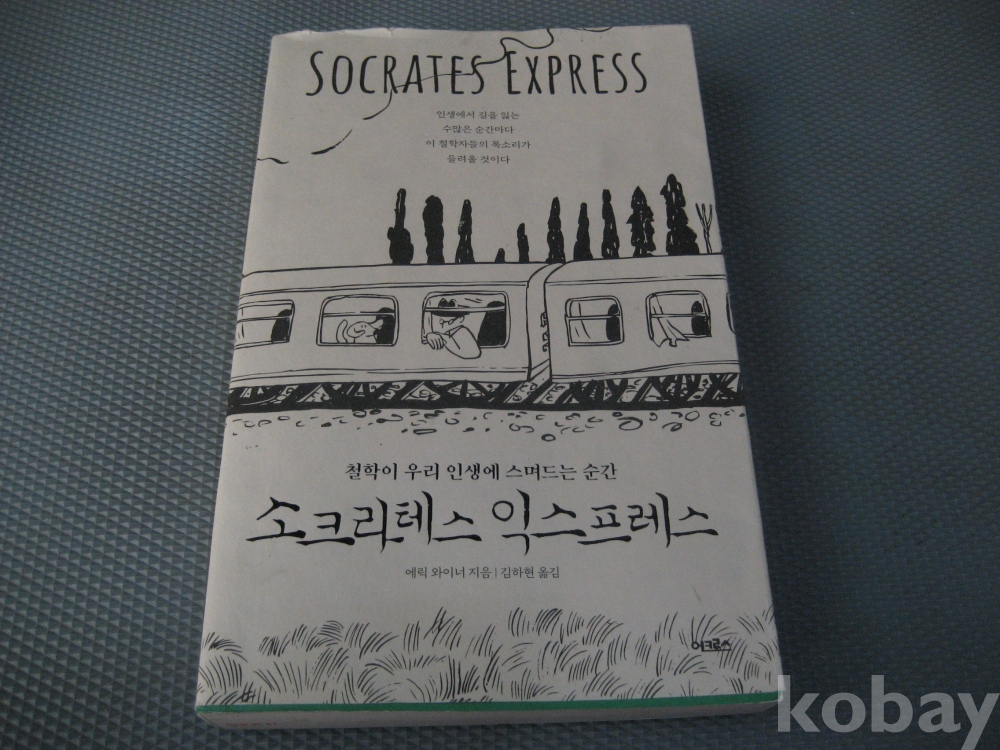 SOCRATES EXPRESS
인생에서 길을 잃는
수많은 순간마다
이 철학자들의 목소리가
들려올 것이다
철학이 우리 인생에 스며드는 순간
소크라테스 익스프레스
에릭 와이너 지음 | 김하현 옮김
어크로스
kobay